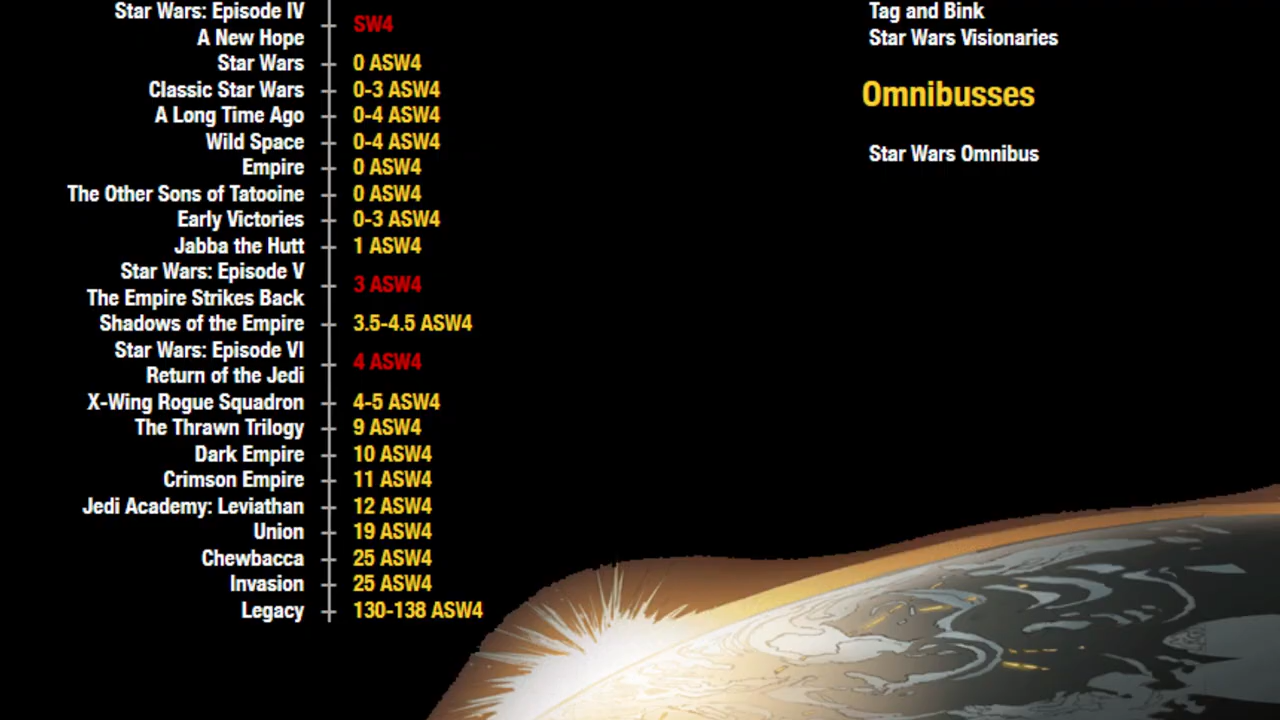 Star Wars: Episode IV
A New Hope
SW4
Star Wars 0 ASW4
Classic Star Wars 0-3 ASW4
A Long Time Ago 0-4 ASW4
Wild Space 0-4 ASW4
Empire 0 ASW4
The Other Sons of Tatooine 0 ASW4
Early Victories 0-3 ASW4
Jabba the Hutt 1 ASW4
Star Wars: Episode V
The Empire Strikes Back
3 ASW4
Shadows of the Empire 3.5-4.5 ASW4
Star Wars: Episode VI
Return of the Jedi
4 ASW4
X-Wing Rogue Squadron 4-5 ASW4
The Thrawn Trilogy 9 ASW4
Dark Empire 10 ASW4
Crimson Empire 11 ASW4
Jedi Academy: Leviathan 12 ASW4
Union 19 ASW4
Chewbacca 25 ASW4
Invasion 25 ASW4
Legacy 130-138 ASW4
Tag and Bink
Star Wars Visionaries
Omnibusses
Star Wars Omnibus